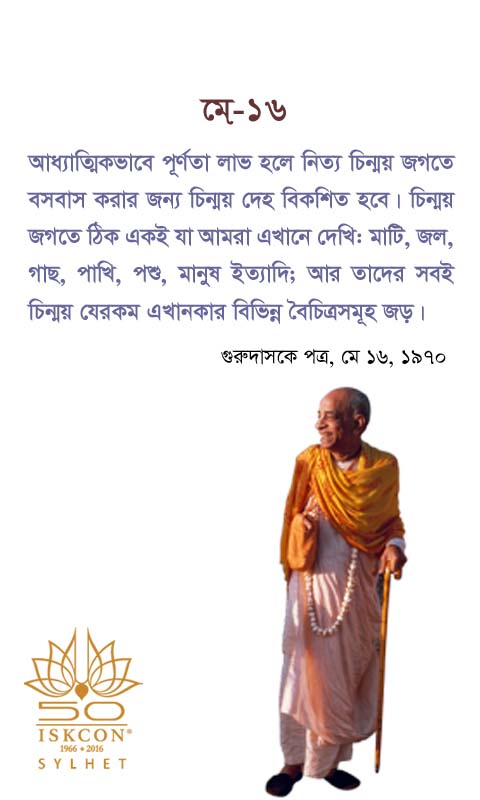 মে-১৬
আধ্যাত্মিকভাবে পূর্ণতা লাভ হলে নিত্য চিন্ময় জগতে
বসবাস করার জন্য চিন্ময় দেহ বিকশিত হবে। চিন্ময়
জগতে ঠিক একই যা আমরা এখানে দেখি: মাটি, জল,
গাছ, পাখি, পশু, মানুষ ইত্যাদি; আর তাদের সবই
চিন্ময় যেরকম এখানকার বিভিন্ন বৈচিত্রসমূহ জড়।
গুরুদাসকে পত্র, মে ১৬, ১৯৭০
50
ISKCON®
1966 • 2016
SYLHET